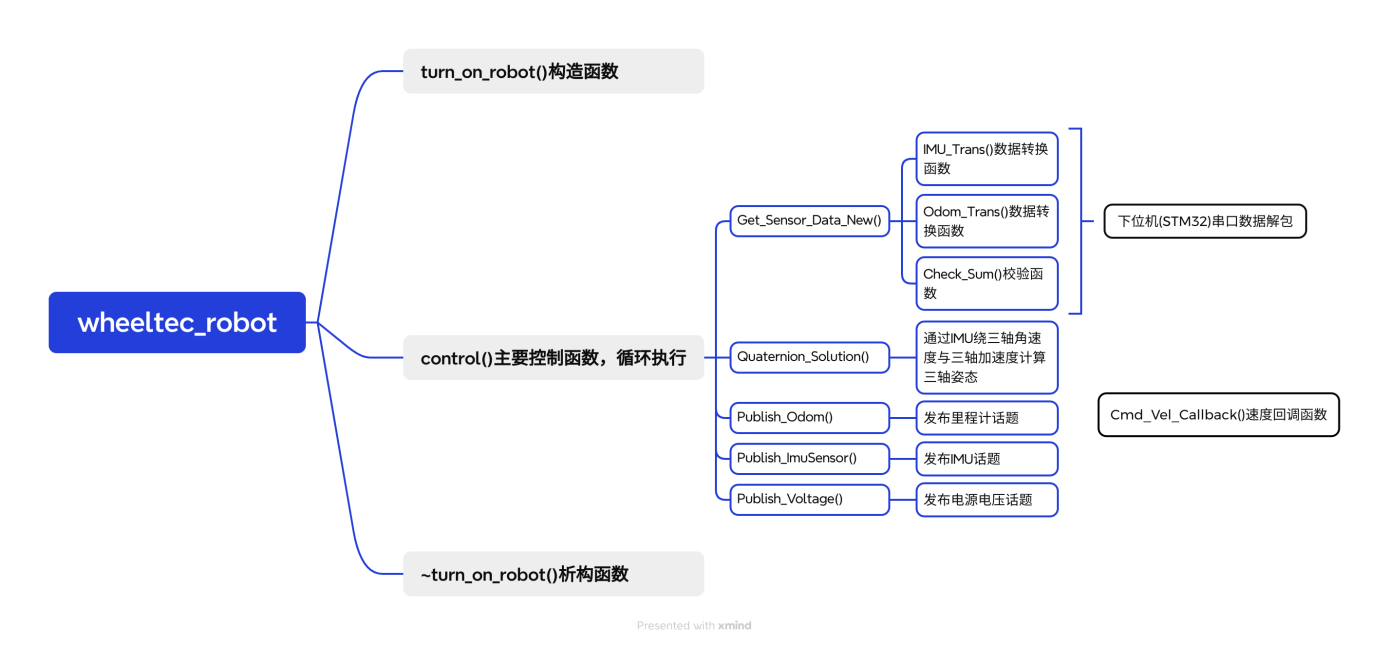 wheeltec_robot
turn_on_robot()构造函数
control()主要控制函数，循环执行
Get_Sensor_Data_New()
IMU_Trans()数据转换
函数
Odom_Trans()数据转
换函数
Check_Sum()校验函
数
下位机(STM32)串口数据解包
Quaternion_Solution()
通过IMU绕三轴角速
度与三轴加速度计算
三轴姿态
Publish_Odom()
发布里程计话题
Publish_ImuSensor()
发布IMU话题
Publish_Voltage()
发布电源电压话题
Cmd_Vel_Callback()速度回调函数
~turn_on_robot()析构函数
Presented with xmind